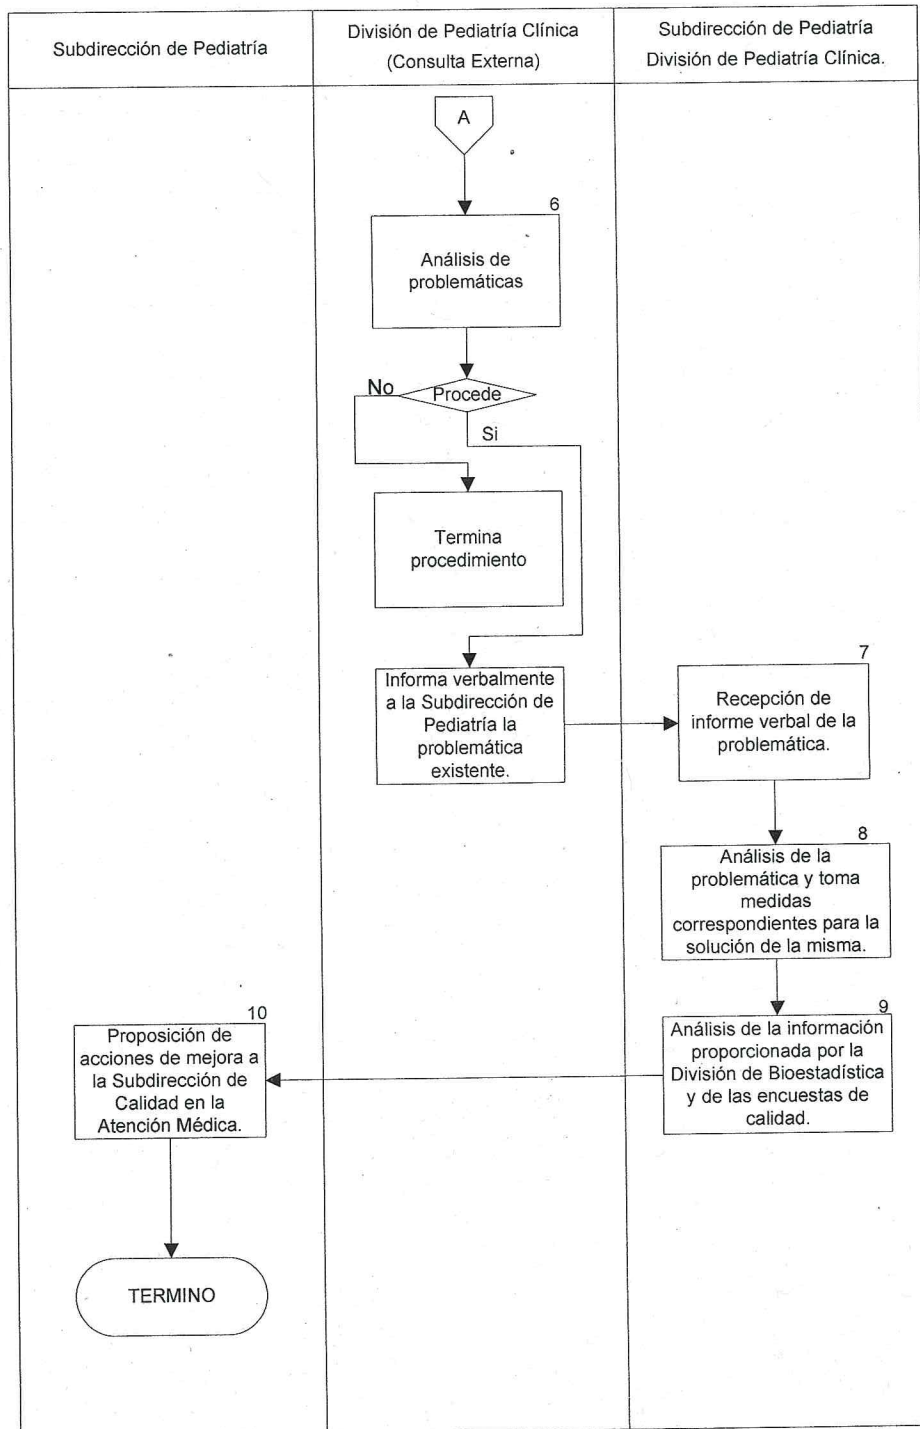 Subdirección de Pediatría
División de Pediatría Clínica
(Consulta Externa)
Subdirección de Pediatría
División de Pediatría Clínica.
A
6
Análisis de
problemáticas
No
Procede
Si
Termina
procedimiento
Informa verbalmente
a la Subdirección de
Pediatría la
problemática
existente.
7
Recepción de
informe verbal de la
problemática.
8
Análisis de la
problemática y toma
medidas
correspondientes para la
solución de la misma.
9
Análisis de la información
proporcionada por la
División de Bioestadística
y de las encuestas de
calidad.
10
Proposición de
acciones de mejora a
la Subdirección de
Calidad en la
Atención Médica.
TERMINO